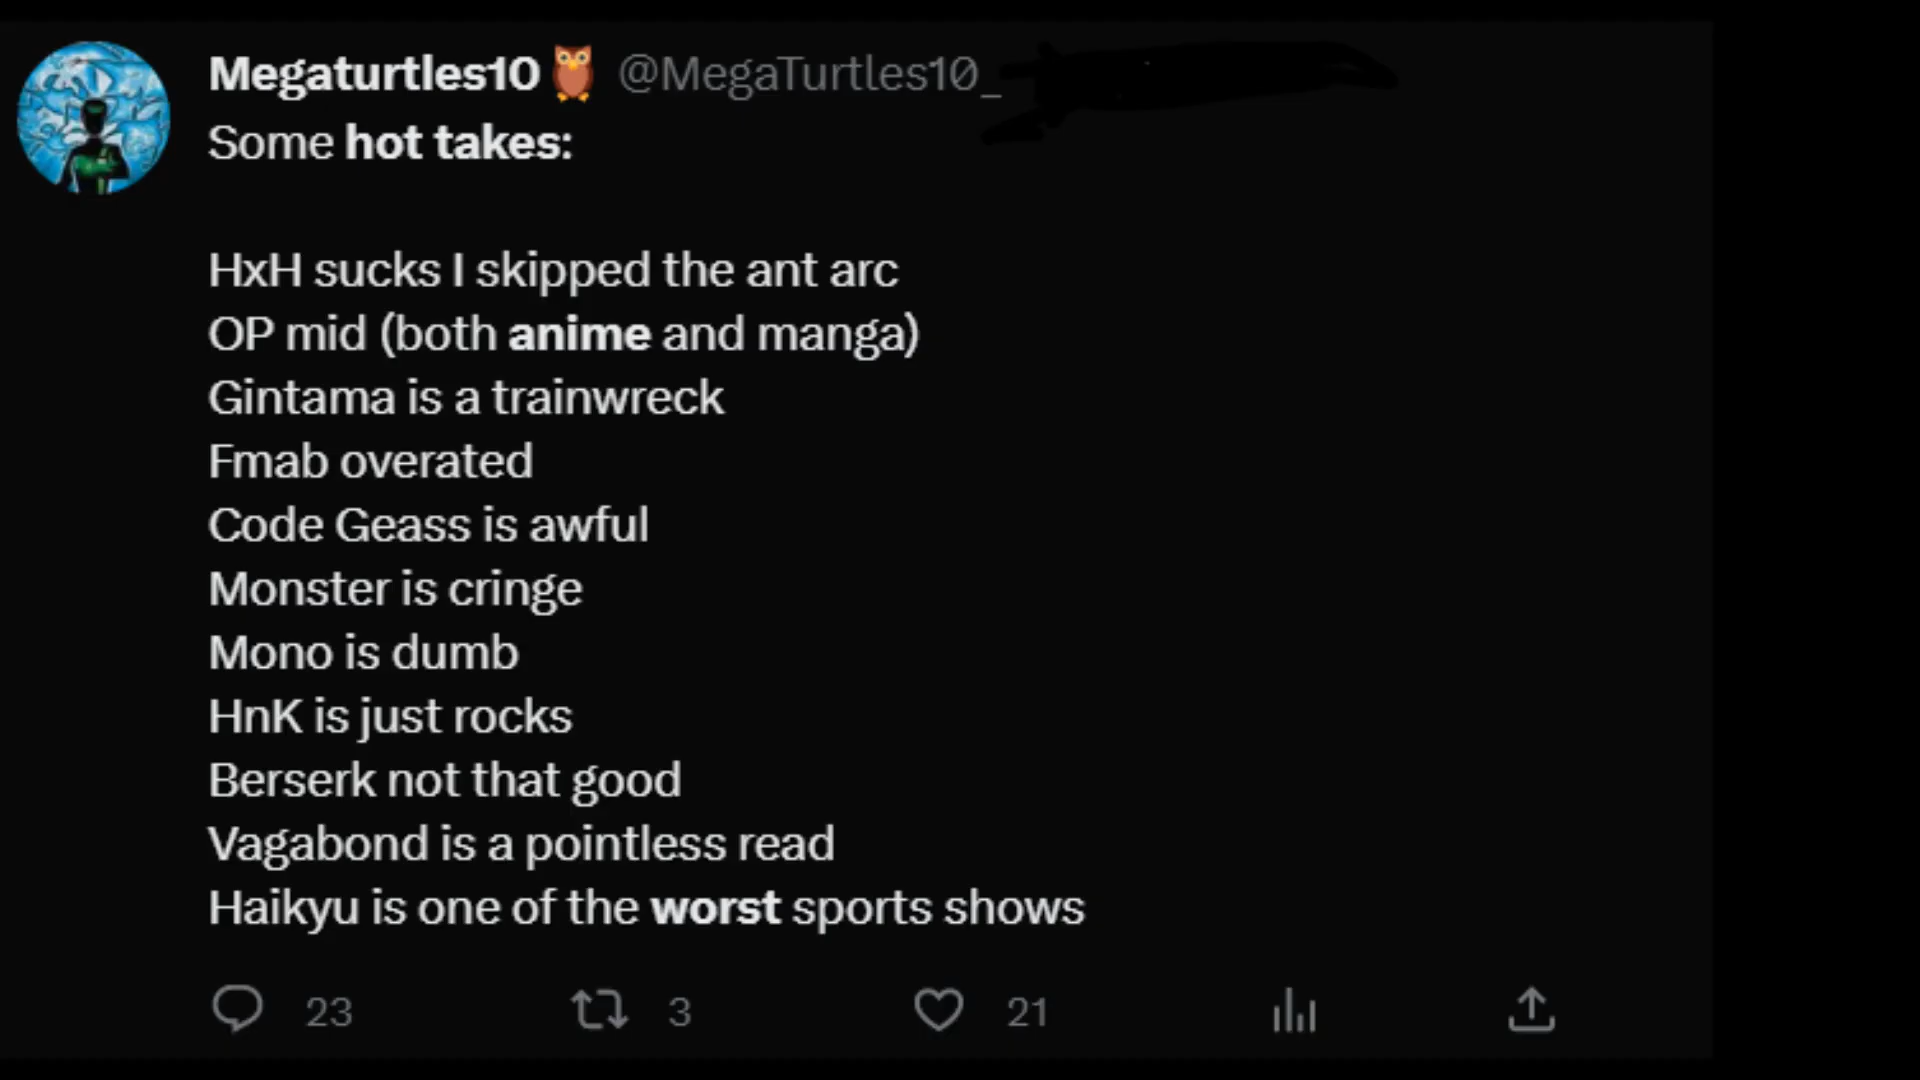 Megaturtles10🦉 @MegaTurtles10_
Some hot takes:
HxH sucks I skipped the ant arc
OP mid (both anime and manga)
Gintama is a trainwreck
Fmab overated
Code Geass is awful
Monster is cringe
Mono is dumb
HnK is just rocks
Berserk not that good
Vagabond is a pointless read
Haikyu is one of the worst sports shows
23 3 21